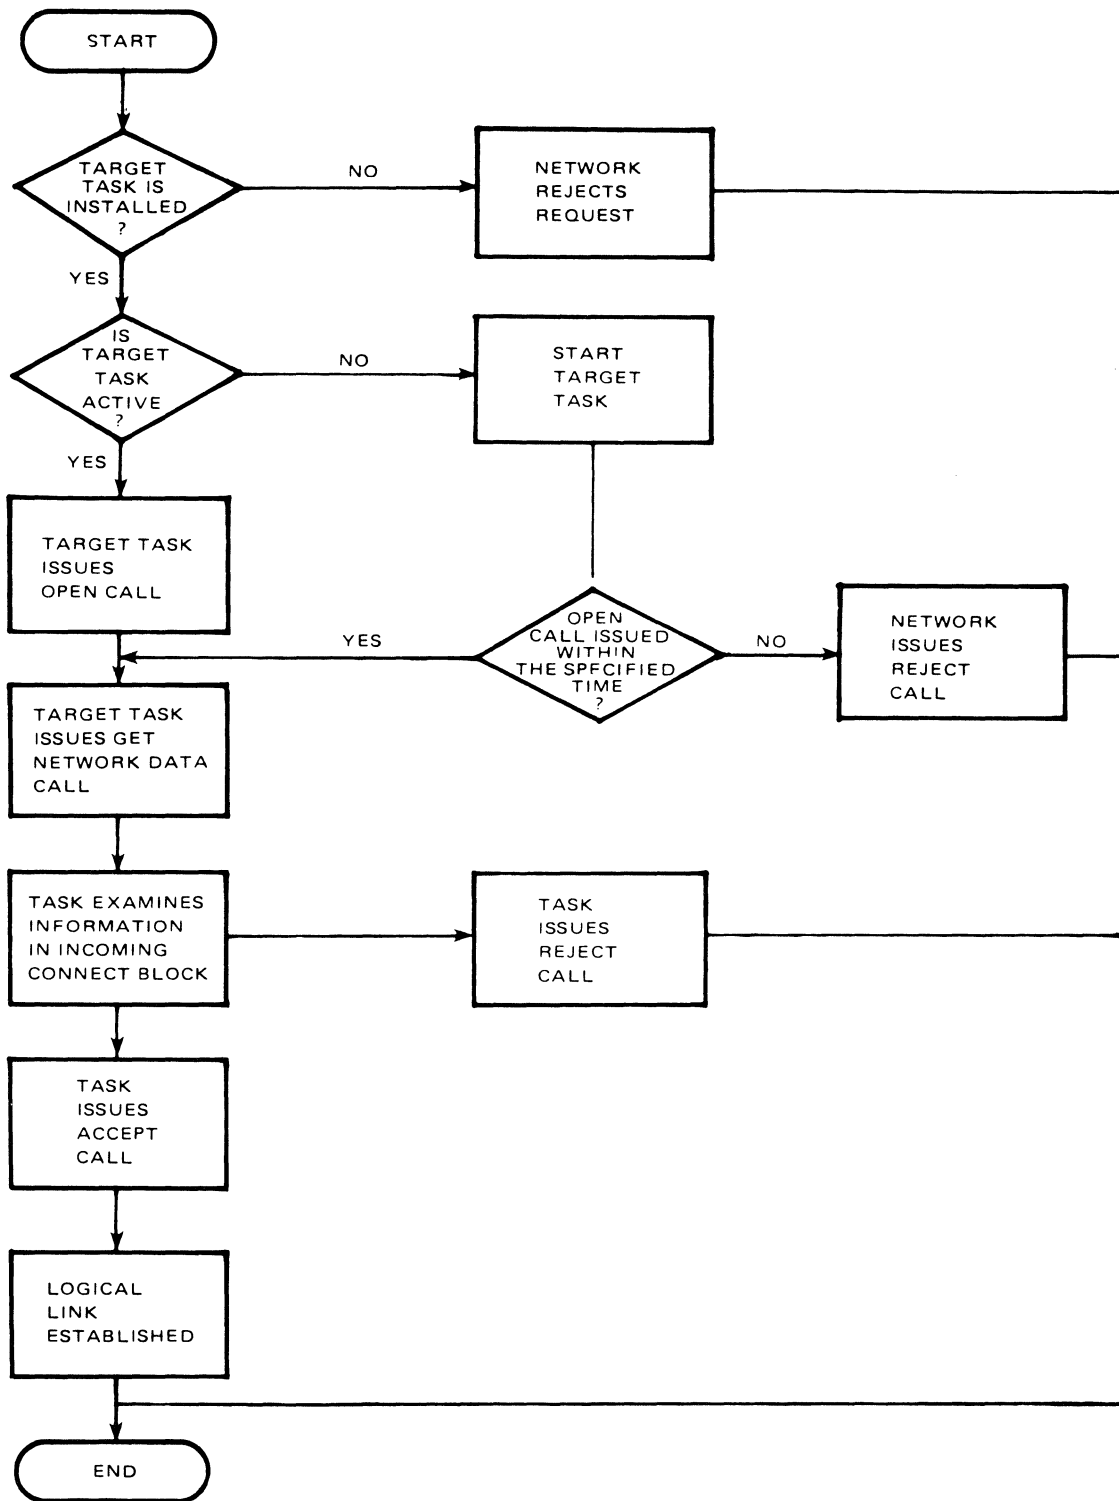 START
TARGET
TASK IS
INSTALLED
?
NO
NETWORK
REJECTS
REQUEST
YES
IS
TARGET
TASK
ACTIVE
?
NO
START
TARGET
TASK
YES
TARGET TASK
ISSUES
OPEN CALL
OPEN
CALL ISSUED
WITHIN
THE SPFCIFIED
TIME
?
YES
NO
NETWORK
ISSUES
REJECT
CALL
TARGET TASK
ISSUES GET
NETWORK DATA
CALL
TASK EXAMINES
INFORMATION
IN INCOMING
CONNECT BLOCK
TASK
ISSUES
REJECT
CALL
TASK
ISSUES
ACCEPT
CALL
LOGICAL
LINK
ESTABLISHED
END